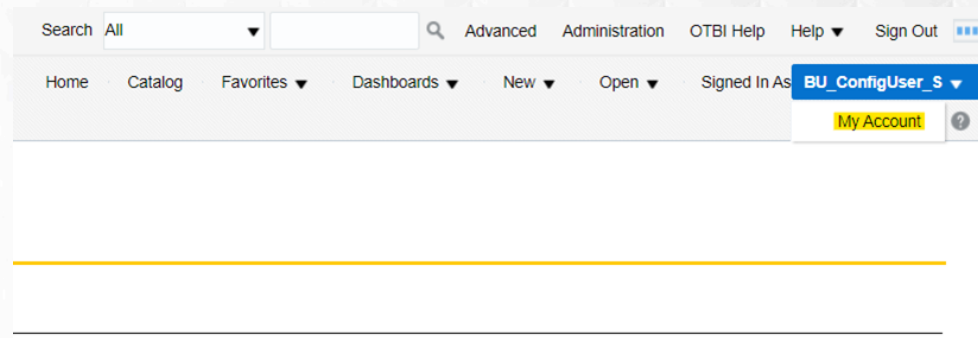 Search All Advanced Administration OTBI Help Help Sign Out
Home Catalog Favorites Dashboards New Open Signed In As BU_ConfigUser_S
My Account ?